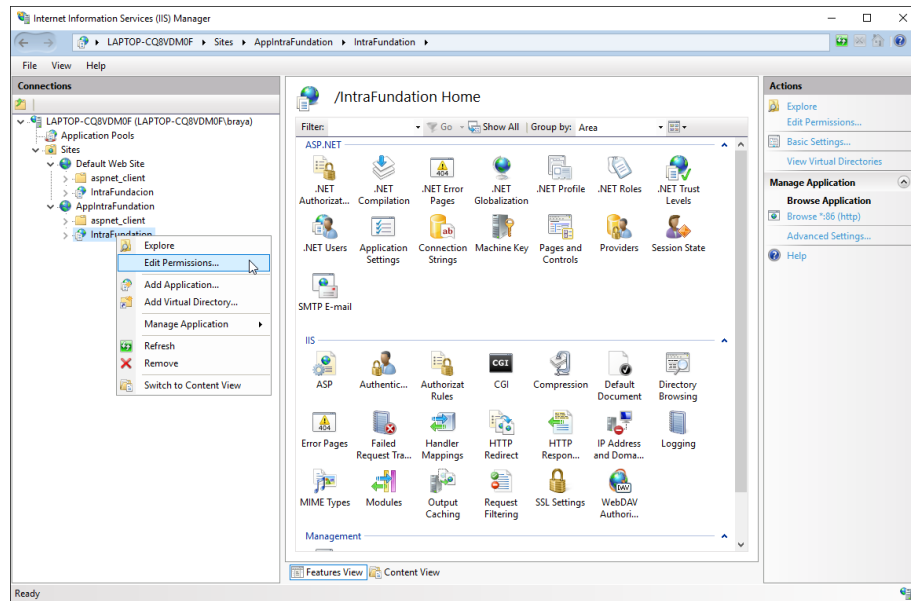 Internet Information Services (IIS) Manager
LAPTOP-CQ8VDM0F Sites AppIntraFundation IntraFundation
File View Help
Connections
LAPTOP-CQ8VDM0F (LAPTOP-CQ8VDM0F\braya)
Application Pools
Sites
Default Web Site
aspnet_client
IntraFundacion
AppIntraFundation
aspnet_client
IntraFundation
Explore
Edit Permissions...
Add Application...
Add Virtual Directory...
Manage Application
Refresh
Remove
Switch to Content View
/IntraFundation Home
Filter: Go Show All Group by: Area
ASP.NET
.NET Authorizat...
.NET Compilation
.NET Error Pages
.NET Globalization
.NET Profile
.NET Roles
.NET Trust Levels
.NET Users
Application Settings
Connection Strings
Machine Key
Pages and Controls
Providers
Session State
SMTP E-mail
IIS
ASP
Authentic...
Authorizat Rules
CGI
Compression
Default Document
Directory Browsing
Error Pages
Failed Request Tra...
Handler Mappings
HTTP Redirect
HTTP Respon...
IP Address and Doma...
Logging
MIME Types
Modules
Output Caching
Request Filtering
SSL Settings
WebDAV Authori...
Management
Features View Content View
Actions
Explore
Edit Permissions...
Basic Settings...
View Virtual Directories
Manage Application
Browse Application
Browse *:86 (http)
Advanced Settings...
Help
Ready